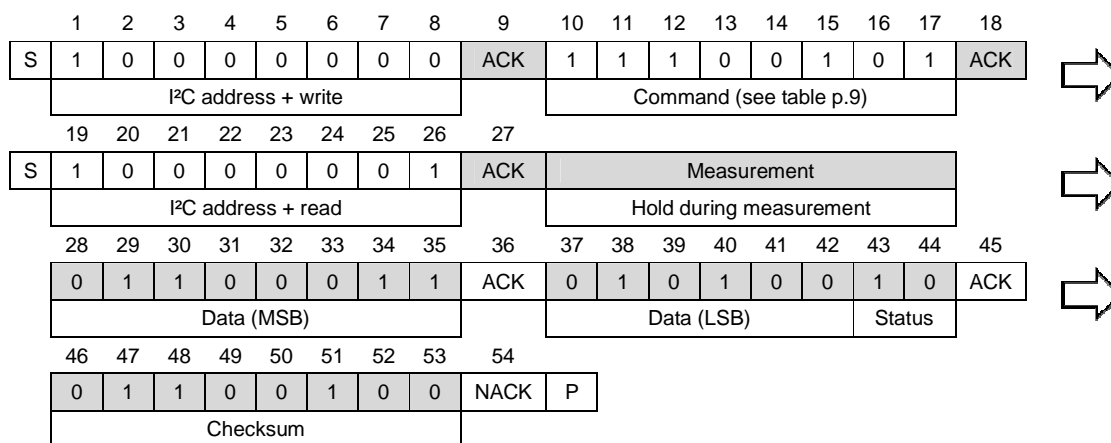 1 2 3 4 5 6 7 8 9 10 11 12 13 14 15 16 17 18
S 1 0 0 0 0 0 0 0 ACK 1 1 1 0 0 1 0 1 ACK
I²C address + write Command (see table p.9)
19 20 21 22 23 24 25 26 27
S 1 0 0 0 0 0 0 1 ACK Measurement
I²C address + read Hold during measurement
28 29 30 31 32 33 34 35 36 37 38 39 40 41 42 43 44 45
0 1 1 0 0 0 1 1 ACK 0 1 0 1 0 0 1 0 ACK
Data (MSB) Data (LSB) Status
46 47 48 49 50 51 52 53 54
0 1 1 0 0 1 0 0 NACK P
Checksum